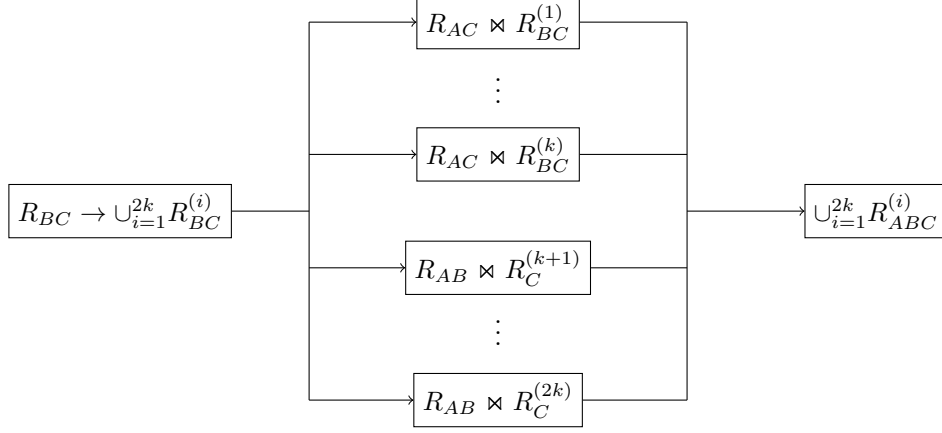 R_{AC} ⋈ R_{BC}^{(1)}
⋮
R_{AC} ⋈ R_{BC}^{(k)}
R_{BC} → ∪_{i=1}^{2k} R_{BC}^{(i)}
∪_{i=1}^{2k} R_{ABC}^{(i)}
R_{AB} ⋈ R_{C}^{(k+1)}
⋮
R_{AB} ⋈ R_{C}^{(2k)}